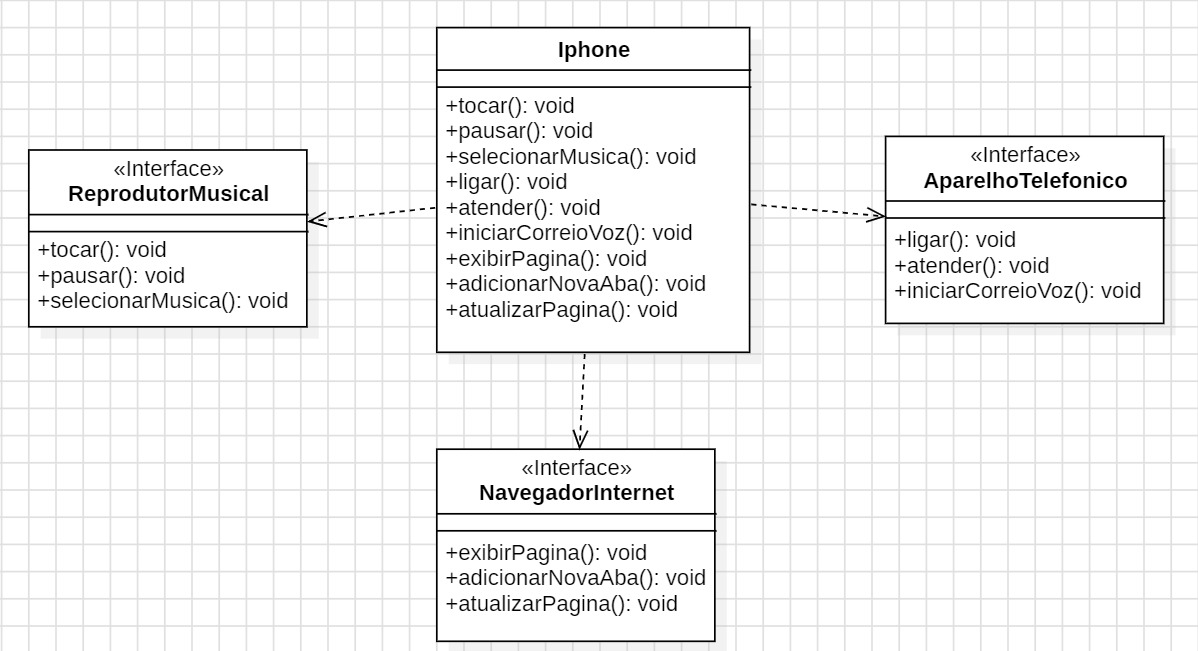 Iphone
+tocar(): void
+pausar(): void
+selecionarMusica(): void
+ligar(): void
+atender(): void
+iniciarCorreioVoz(): void
+exibirPagina(): void
+adicionarNovaAba(): void
+atualizarPagina(): void
«Interface»
ReprodutorMusical
+tocar(): void
+pausar(): void
+selecionarMusica(): void
«Interface»
AparelhoTelefonico
+ligar(): void
+atender(): void
+iniciarCorreioVoz(): void
«Interface»
NavegadorInternet
+exibirPagina(): void
+adicionarNovaAba(): void
+atualizarPagina(): void